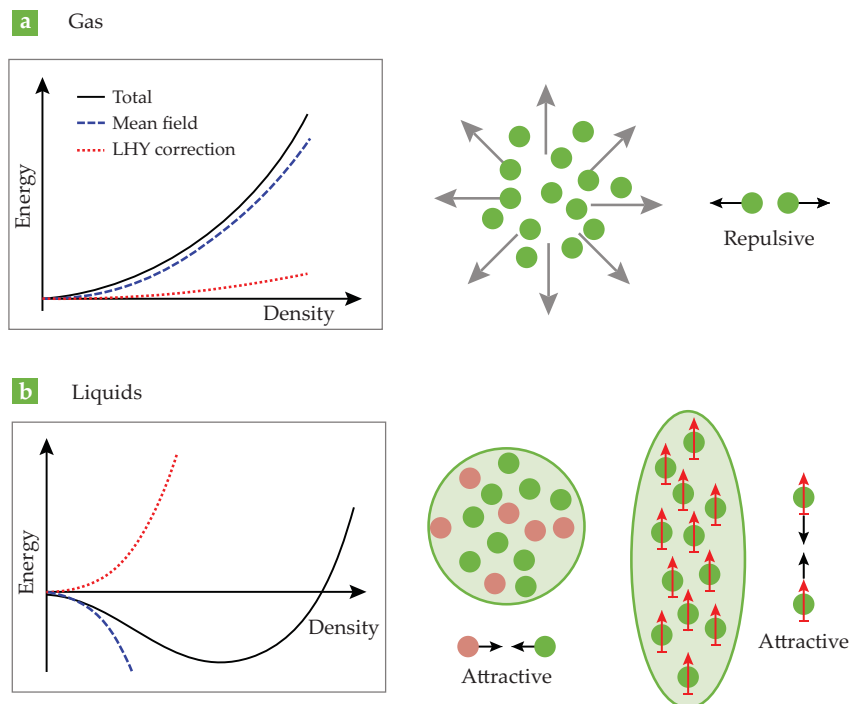 a Gas
Total
Mean field
LHY correction
Energy
Density
Repulsive
b Liquids
Energy
Density
Attractive
Attractive